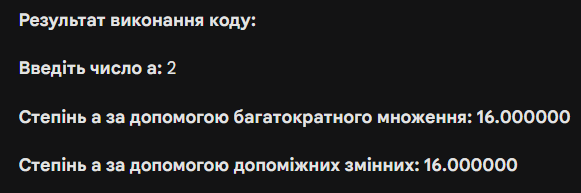 Результат виконання коду:
Введіть число a: 2
Степінь a за допомогою багатократного множення: 16.000000
Степінь a за допомогою допоміжних змінних: 16.000000